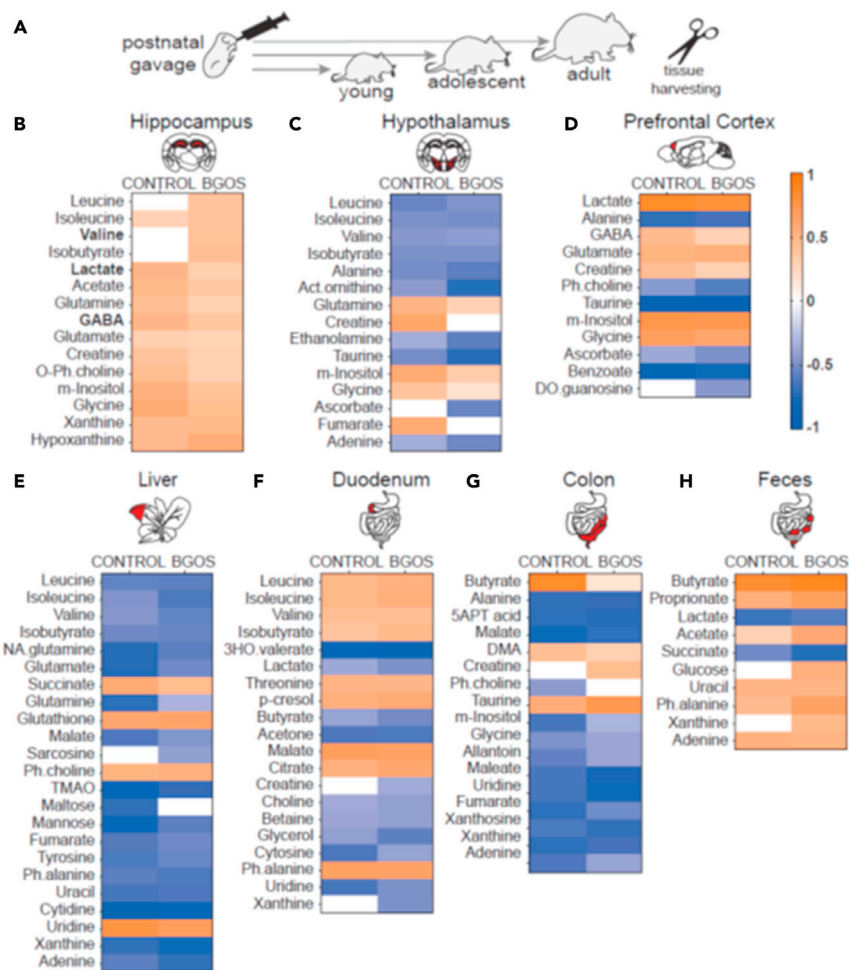 A
postnatal
gavage
young
adolescent
adult
tissue
harvesting
B
Hippocampus
CONTROL BGOS
Leucine
Isoleucine
Valine
Isobutyrate
Lactate
Acetate
Glutamine
GABA
Glutamate
Creatine
O-Ph.choline
m-Inositol
Glycine
Xanthine
Hypoxanthine
C
Hypothalamus
CONTROL BGOS
Leucine
Isoleucine
Valine
Isobutyrate
Alanine
Act.ornithine
Glutamine
Creatine
Ethanolamine
Taurine
m-Inositol
Glycine
Ascorbate
Fumarate
Adenine
D
Prefrontal Cortex
CONTROL BGOS
Lactate
Alanine
GABA
Glutamate
Creatine
Ph.choline
Taurine
m-Inositol
Glycine
Ascorbate
Benzoate
DO.guanosine
1
0.5
0
-0.5
-1
E
Liver
CONTROL BGOS
Leucine
Isoleucine
Valine
Isobutyrate
NA.glutamine
Glutamate
Succinate
Glutamine
Glutathione
Malate
Sarcosine
Ph.choline
TMAO
Maltose
Mannose
Fumarate
Tyrosine
Ph.alanine
Uracil
Cytidine
Uridine
Xanthine
Adenine
F
Duodenum
CONTROL BGOS
Leucine
Isoleucine
Valine
Isobutyrate
3HO.valerate
Lactate
Threonine
p-cresol
Butyrate
Acetone
Malate
Citrate
Creatine
Choline
Betaine
Glycerol
Cytosine
Ph.alanine
Uridine
Xanthine
G
Colon
CONTROL BGOS
Butyrate
Alanine
5APT acid
Malate
DMA
Creatine
Ph.choline
Taurine
m-Inositol
Glycine
Allantoin
Maleate
Uridine
Fumarate
Xanthosine
Xanthine
Adenine
H
Feces
CONTROL BGOS
Butyrate
Proprionate
Lactate
Acetate
Succinate
Glucose
Uracil
Ph.alanine
Xanthine
Adenine